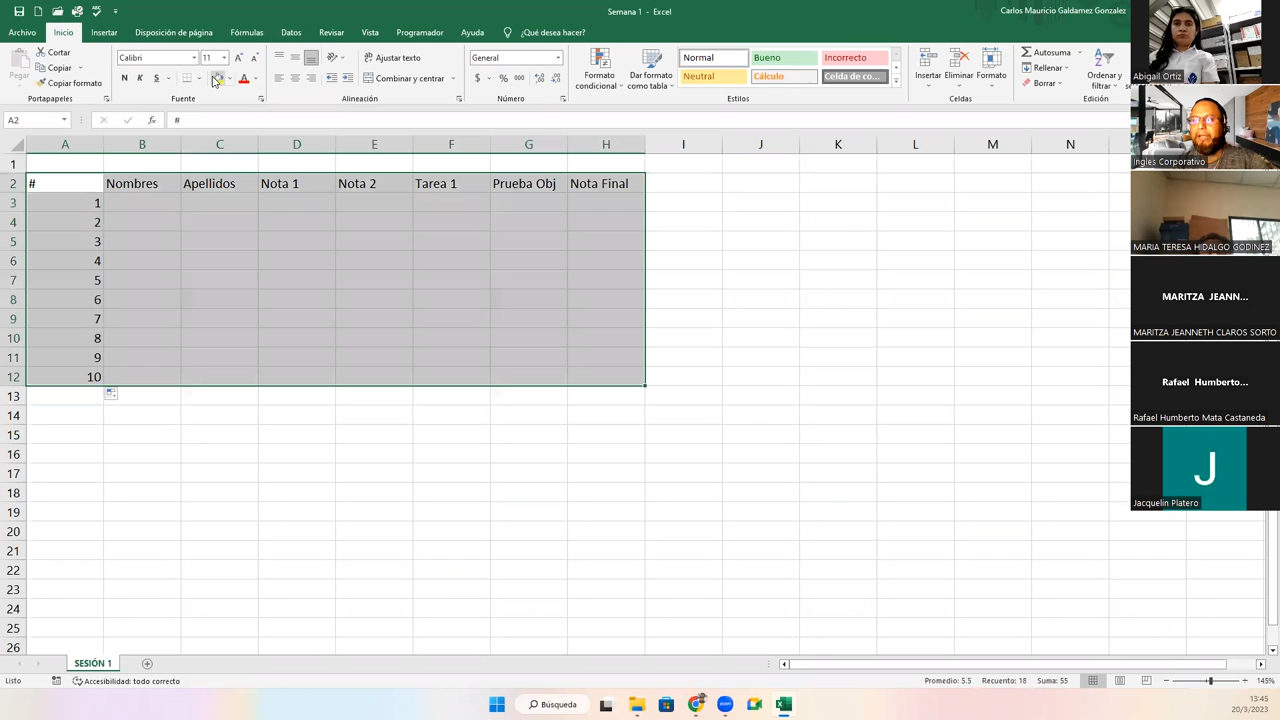 Semana 1 - Excel
Carlos Mauricio Galdamez Gonzalez
Archivo Inicio Insertar Disposición de página Fórmulas Datos Revisar Vista Programador Ayuda ¿Qué desea hacer?
Cortar
Copiar
Copiar formato
Portapapeles
Calibri 11
N K S
Fuente
Ajustar texto
Combinar y centrar
Alineación
General
$ % 000
Número
Formato condicional
Dar formato como tabla
Normal Bueno Incorrecto
Neutral Cálculo Celda de co...
Estilos
Insertar Eliminar Formato
Celdas
Autosuma
Rellenar
Borrar
Ordenar y filtrar
Edición
A2 fx #
A B C D E F G H I J K L M N
1
2 # Nombres Apellidos Nota 1 Nota 2 Tarea 1 Prueba Obj Nota Final
3 1
4 2
5 3
6 4
7 5
8 6
9 7
10 8
11 9
12 10
13
14
15
16
17
18
19
20
21
22
23
24
25
26
SESIÓN 1
Listo Accesibilidad: todo correcto Promedio: 5.5 Recuento: 18 Suma: 55 145%
Búsqueda
zoom
13:45
20/3/2023
Abigail Ortiz
Ingles Corporativo
MARIA TERESA HIDALGO GODINEZ
MARITZA JEANN...
MARITZA JEANNETH CLAROS SORTO
Rafael Humberto...
Rafael Humberto Mata Castaneda
J
Jacquelin Platero